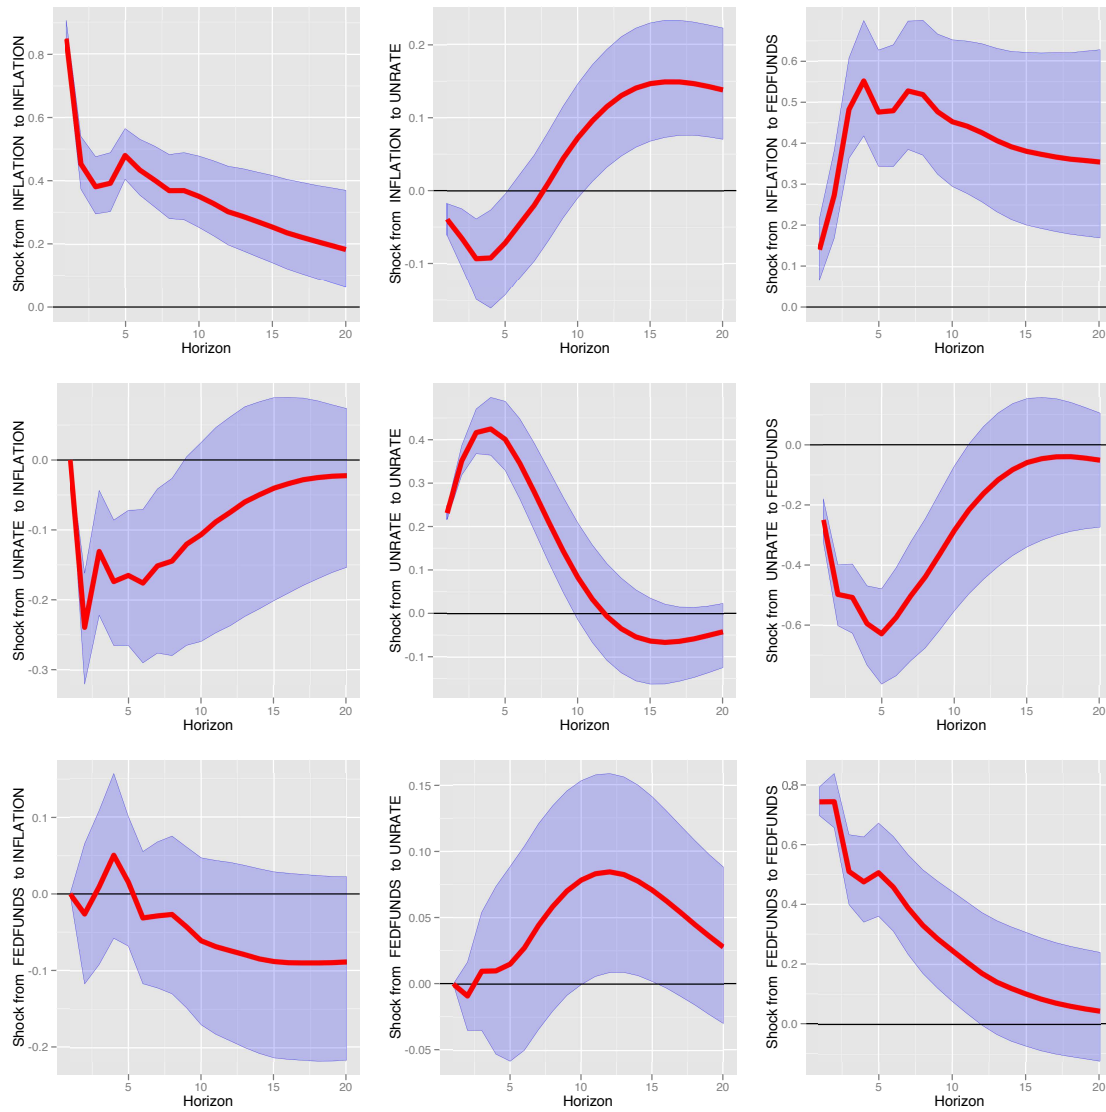 Shock from INFLATION to INFLATION
0.8
0.6
0.4
0.2
0.0
5 10 15 20
Horizon
Shock from INFLATION to UNRATE
0.2
0.1
0.0
-0.1
5 10 15 20
Horizon
Shock from INFLATION to FEDFUNDS
0.6
0.5
0.4
0.3
0.2
0.1
0.0
5 10 15 20
Horizon
Shock from UNRATE to INFLATION
0.0
-0.1
-0.2
-0.3
5 10 15 20
Horizon
Shock from UNRATE to UNRATE
0.4
0.3
0.2
0.1
0.0
-0.1
5 10 15 20
Horizon
Shock from UNRATE to FEDFUNDS
0.0
-0.2
-0.4
-0.6
5 10 15 20
Horizon
Shock from FEDFUNDS to INFLATION
0.1
0.0
-0.1
-0.2
5 10 15 20
Horizon
Shock from FEDFUNDS to UNRATE
0.15
0.10
0.05
0.00
-0.05
5 10 15 20
Horizon
Shock from FEDFUNDS to FEDFUNDS
0.8
0.6
0.4
0.2
0.0
5 10 15 20
Horizon